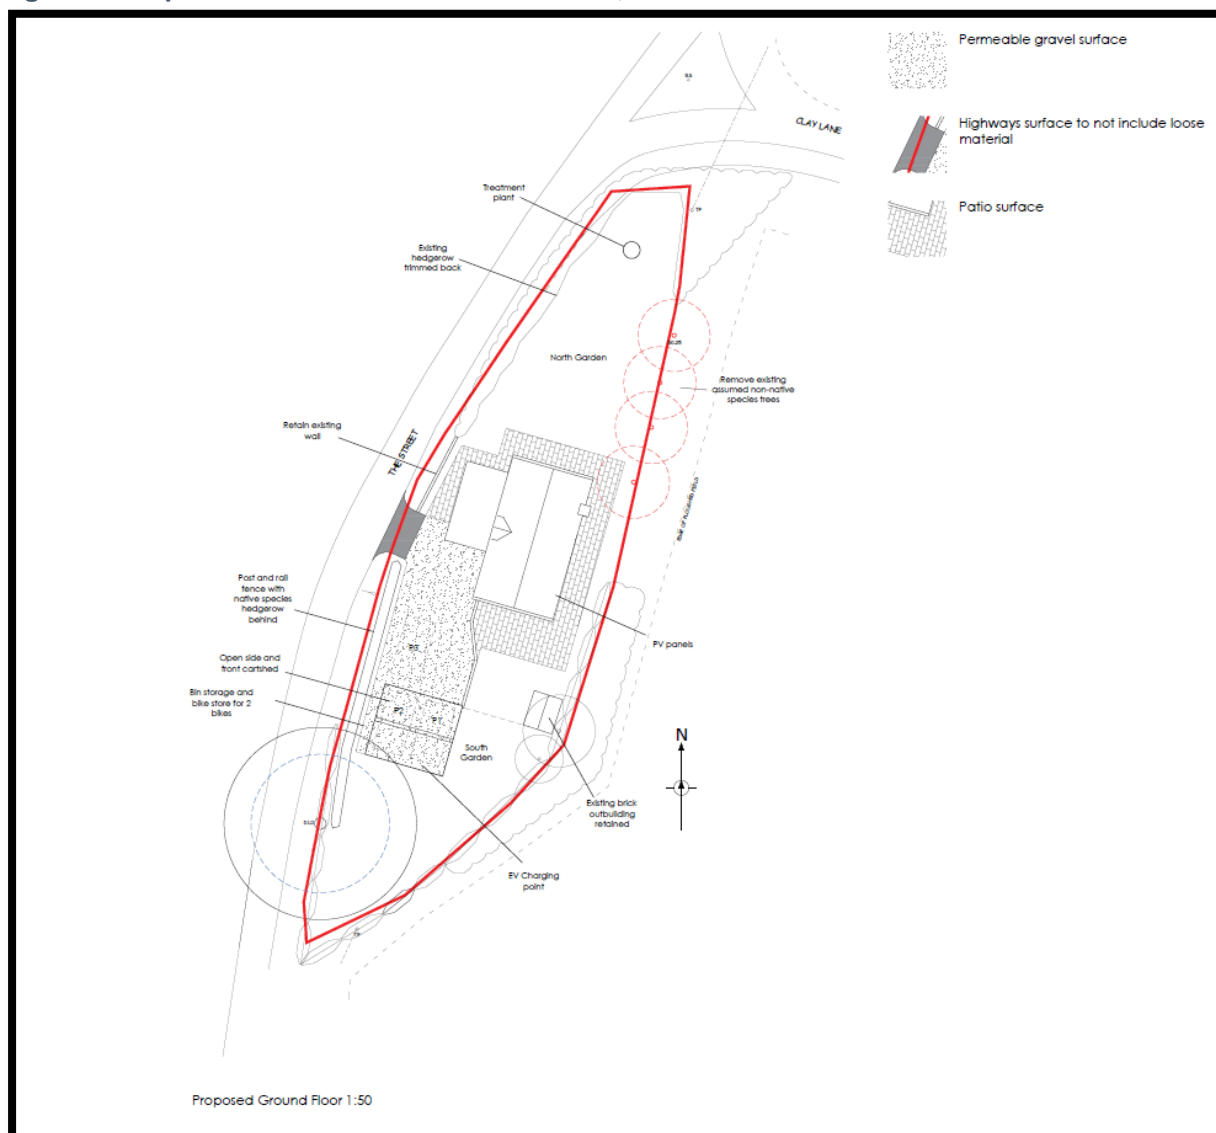 Permeable gravel surface
Highways surface to not include loose
material
Patio surface
CLAY LANE
Treatment
plant
TP
Existing
hedgerow
trimmed back
North Garden
Remove existing
assumed non-native
species trees
Retain existing
wall
THE STREET
Post and rail
fence with
native species
hedgerow
behind
PV panels
Open side and
front cartshed
Bin storage and
bike store for 2
bikes
South
Garden
N
Existing brick
outbuilding
retained
EV Charging
point
Proposed Ground Floor 1:50